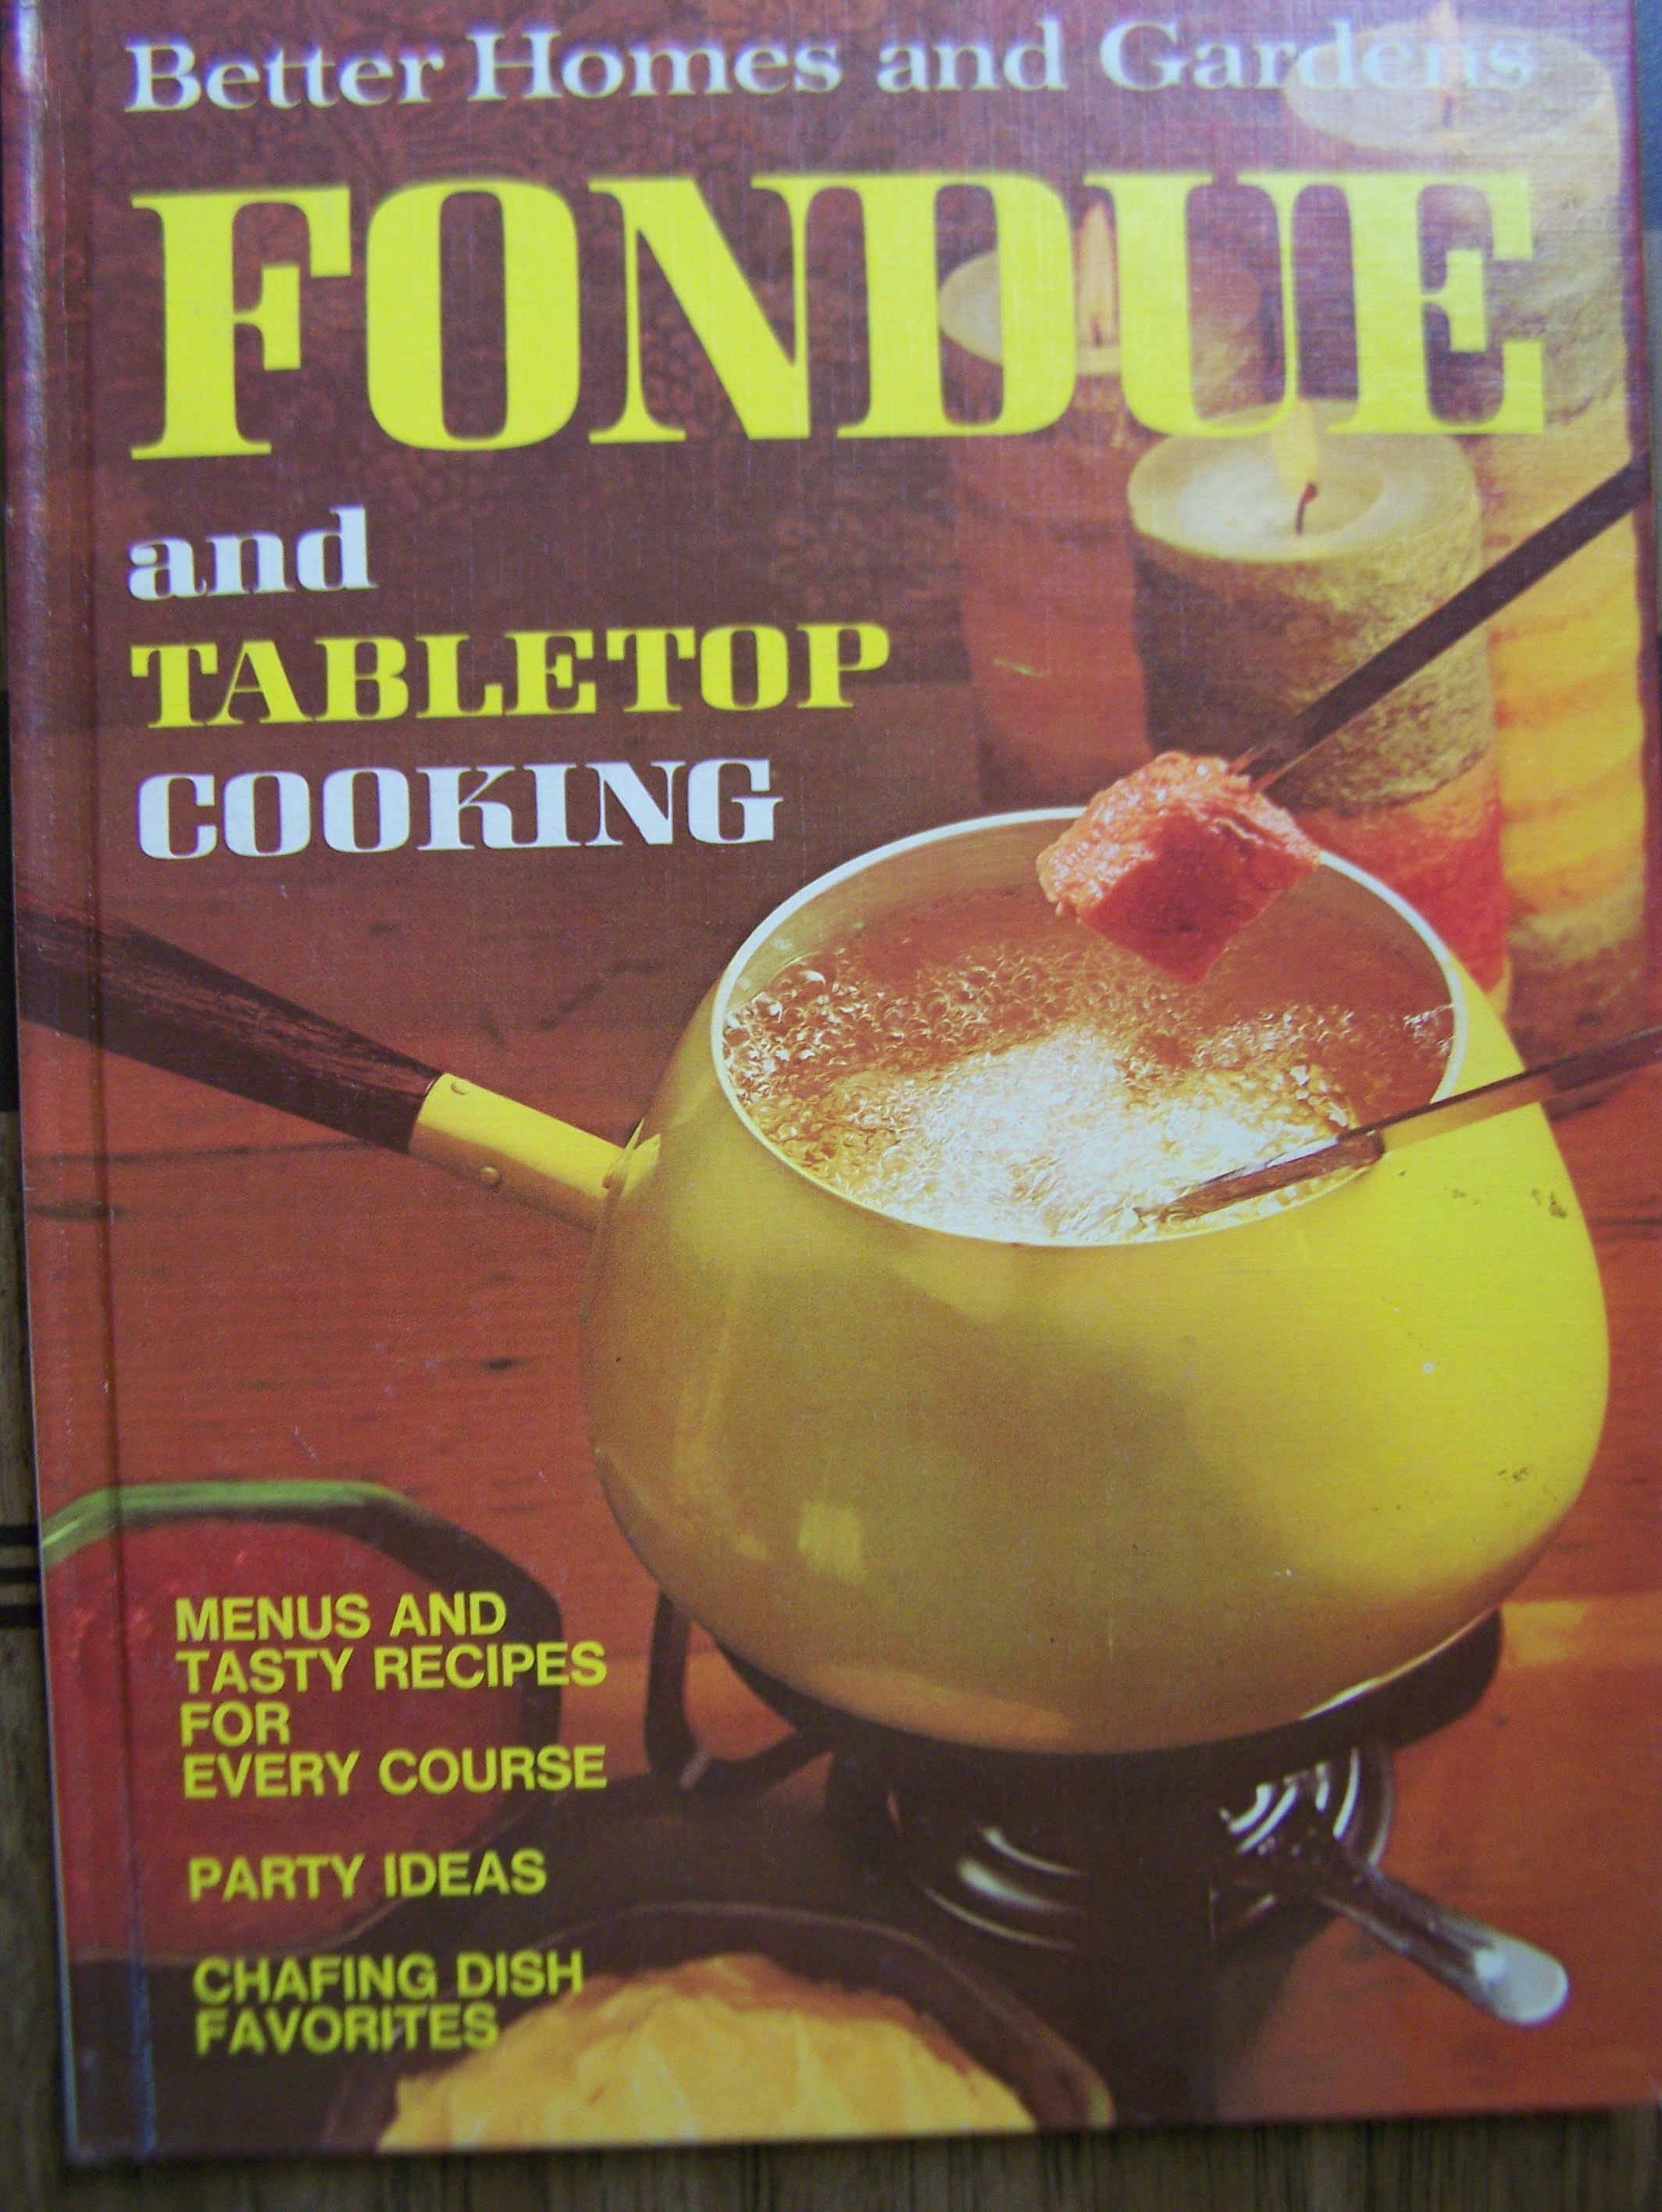 Better Homes and Gardens
FONDUE
and
TABLETOP
COOKING
MENUS AND
TASTY RECIPES
FOR
EVERY COURSE
PARTY IDEAS
CHAFING DISH
FAVORITES